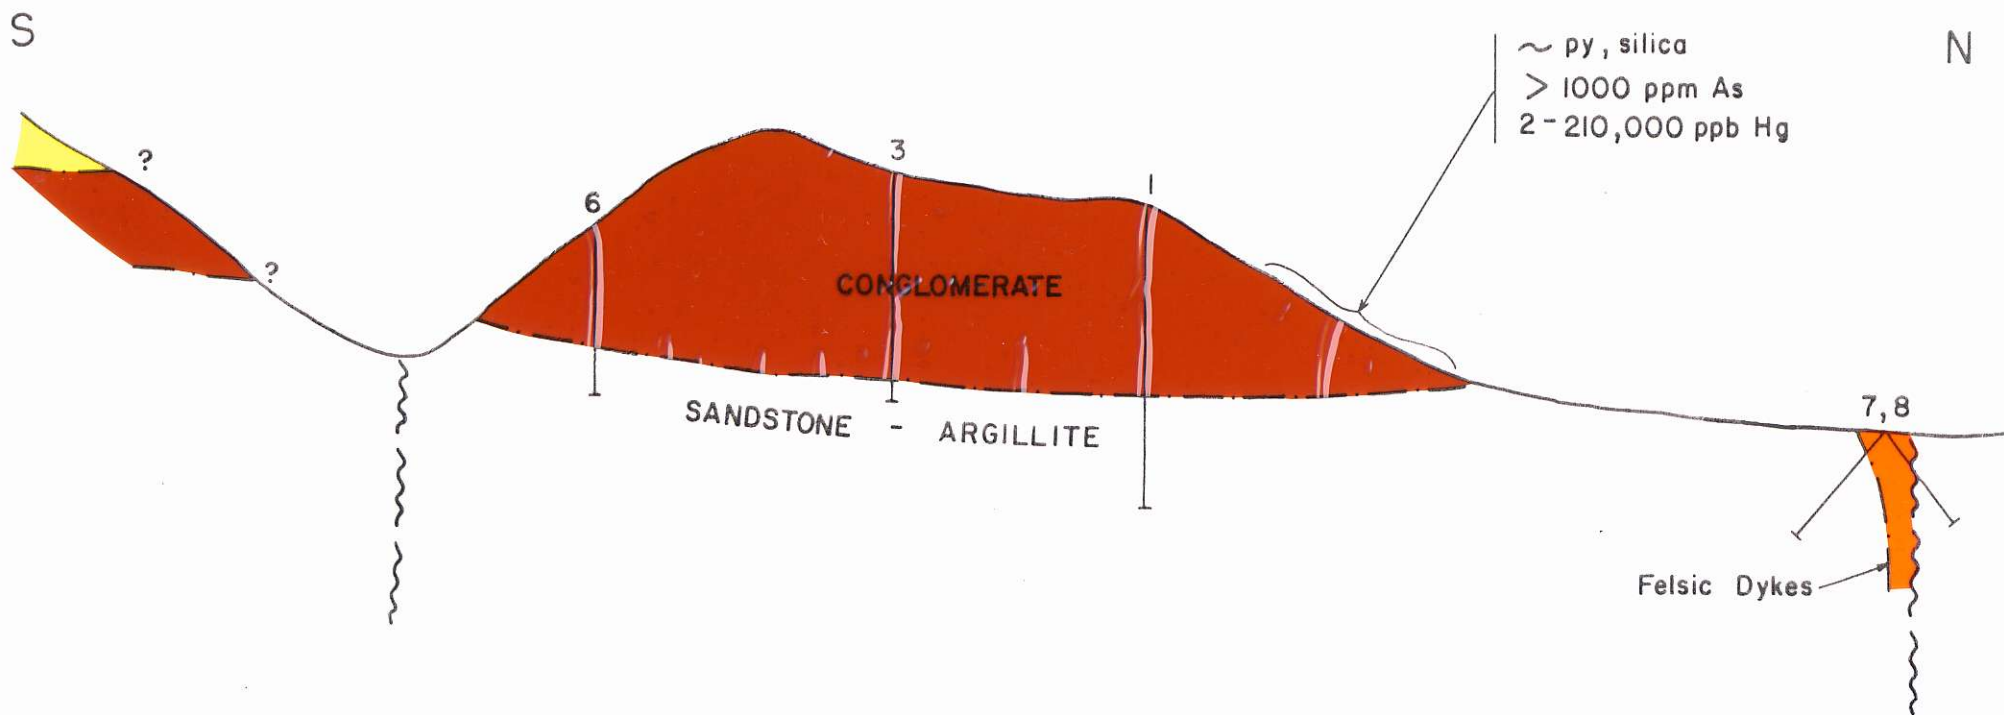 S
N
~ py, silica
> 1000 ppm As
2-210,000 ppb Hg
?
3
1
6
?
CONGLOMERATE
SANDSTONE - ARGILLITE
7,8
Felsic Dykes